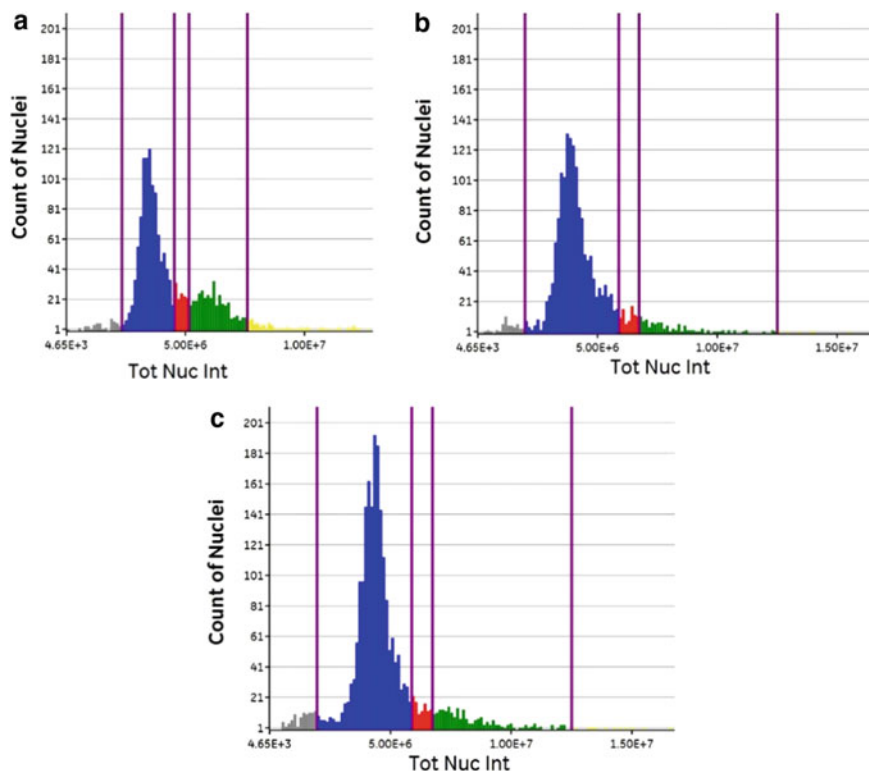 a
Count of Nuclei
201
181
161
141
121
101
81
61
41
21
1
4.65E+3 5.00E+6 1.00E+7
Tot Nuc Int
b
Count of Nuclei
201
181
161
141
121
101
81
61
41
21
1
4.65E+3 5.00E+6 1.00E+7 1.50E+7
Tot Nuc Int
c
Count of Nuclei
201
181
161
141
121
101
81
61
41
21
1
4.65E+3 5.00E+6 1.00E+7 1.50E+7
Tot Nuc Int